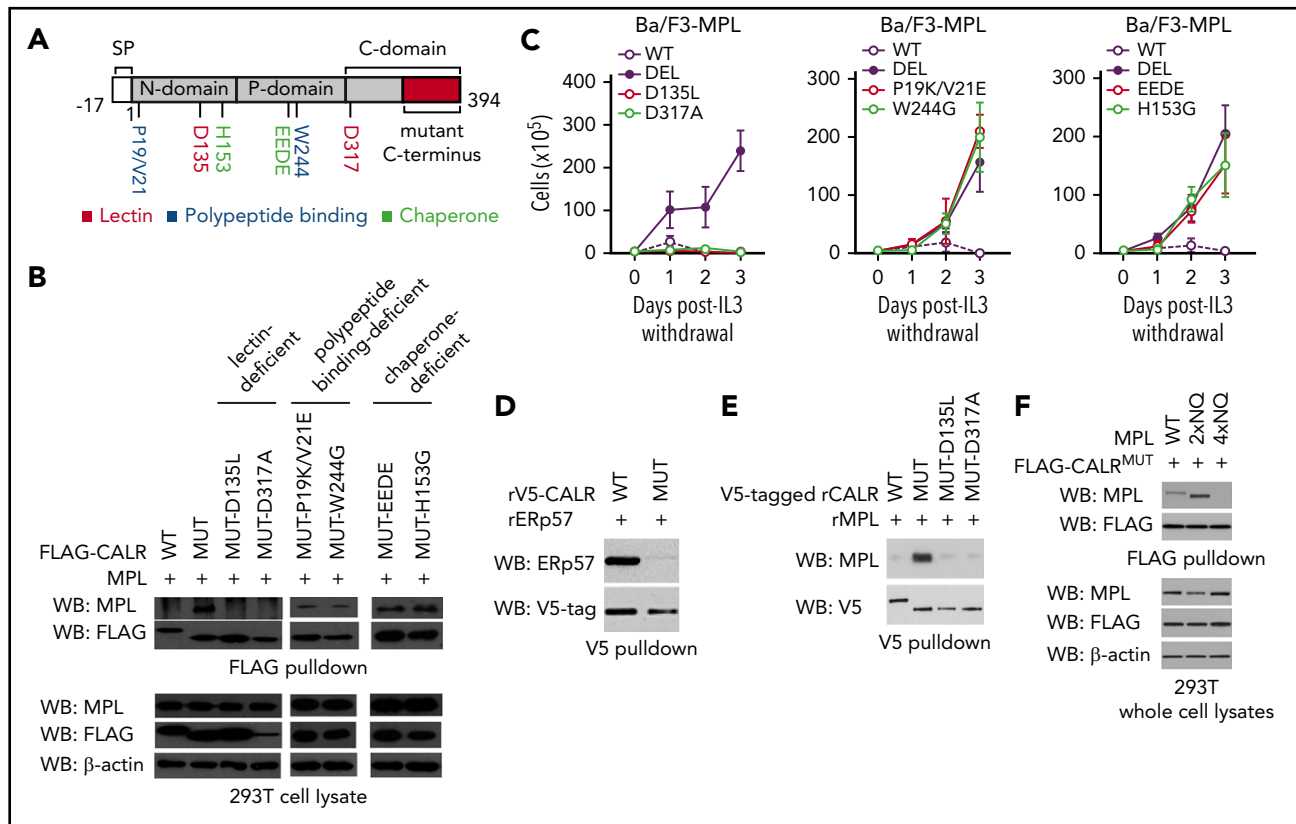 A
SP
C-domain
N-domain
P-domain
-17
394
1
P19/V21
D135
H153
EEDE
W244
D317
mutant
C-terminus
Lectin
Polypeptide binding
Chaperone
B
lectin-
deficient
polypeptide
binding-deficient
chaperone-
deficient
FLAG-CALR
WT
MUT
MUT-D135L
MUT-D317A
MUT-P19K/V21E
MUT-W244G
MUT-EEDE
MUT-H153G
MPL + + + + + + + +
WB: MPL
WB: FLAG
FLAG pulldown
WB: MPL
WB: FLAG
WB: β-actin
293T cell lysate
C
Ba/F3-MPL
WT
DEL
D135L
D317A
Cells (x10⁵)
400
300
200
100
0
0 1 2 3
Days post-IL3
withdrawal
Ba/F3-MPL
WT
DEL
P19K/V21E
W244G
300
200
100
0
0 1 2 3
Days post-IL3
withdrawal
Ba/F3-MPL
WT
DEL
EEDE
H153G
300
200
100
0
0 1 2 3
Days post-IL3
withdrawal
D
rV5-CALR WT MUT
rERp57 + +
WB: ERp57
WB: V5-tag
V5 pulldown
E
V5-tagged rCALR WT MUT MUT-D135L MUT-D317A
rMPL + + + +
WB: MPL
WB: V5
V5 pulldown
F
MPL WT 2xNQ 4xNQ
FLAG-CALRᴹᵁᵀ + + +
WB: MPL
WB: FLAG
FLAG pulldown
WB: MPL
WB: FLAG
WB: β-actin
293T
whole cell lysates